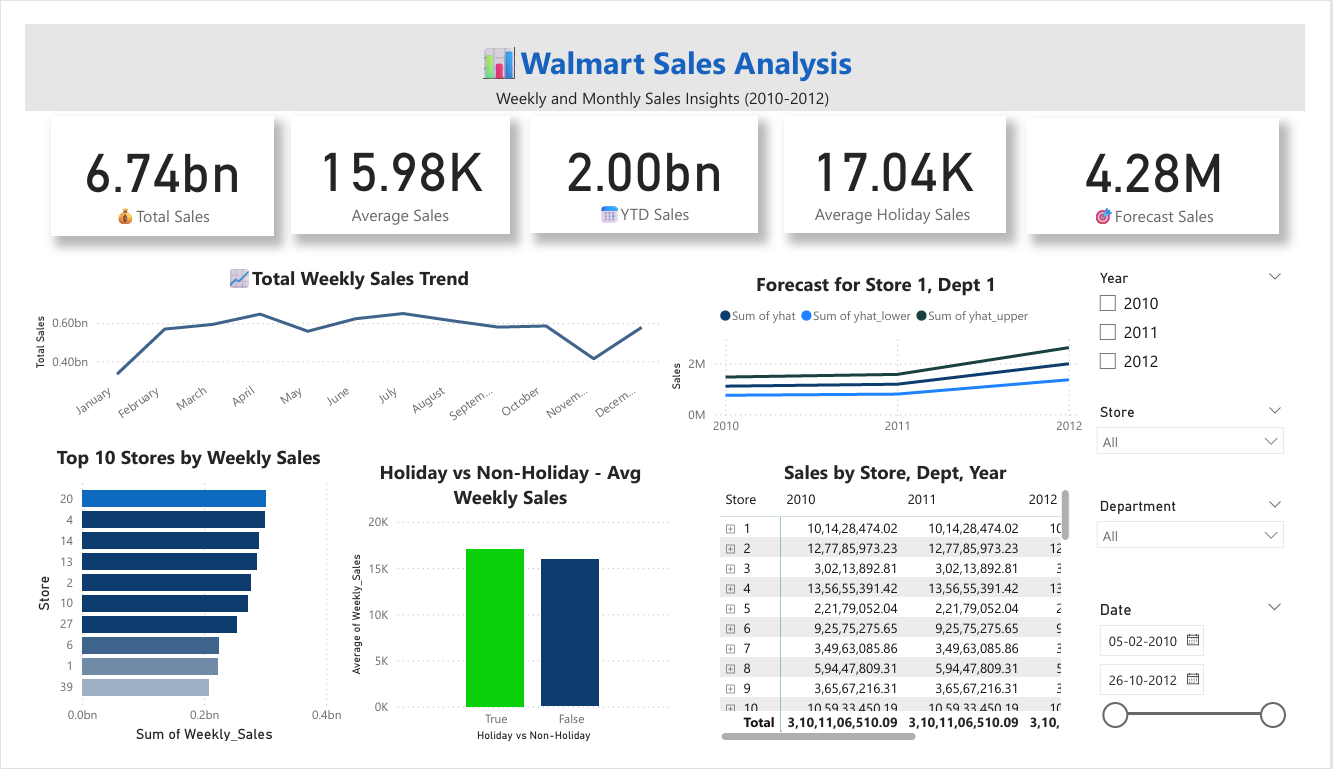 Walmart Sales Analysis
Weekly and Monthly Sales Insights (2010-2012)
6.74bn
Total Sales
15.98K
Average Sales
2.00bn
YTD Sales
17.04K
Average Holiday Sales
4.28M
Forecast Sales
Total Weekly Sales Trend
Total Sales
0.60bn
0.40bn
January
February
March
April
May
June
July
August
Septem...
October
Novem...
Decem...
Forecast for Store 1, Dept 1
Sum of yhat Sum of yhat_lower Sum of yhat_upper
Sales
2M
0M
2010 2011 2012
Year
2010
2011
2012
Store
All
Department
All
Date
05-02-2010
26-10-2012
Top 10 Stores by Weekly Sales
Store
20
4
14
13
2
10
27
6
1
39
0.0bn 0.2bn 0.4bn
Sum of Weekly_Sales
Holiday vs Non-Holiday - Avg
Weekly Sales
Average of Weekly_Sales
20K
15K
10K
5K
0K
True False
Holiday vs Non-Holiday
Sales by Store, Dept, Year
Store 2010 2011 2012
1 10,14,28,474.02 10,14,28,474.02 10
2 12,77,85,973.23 12,77,85,973.23 12
3 3,02,13,892.81 3,02,13,892.81 3
4 13,56,55,391.42 13,56,55,391.42 13
5 2,21,79,052.04 2,21,79,052.04 2
6 9,25,75,275.65 9,25,75,275.65 9
7 3,49,63,085.86 3,49,63,085.86 3
8 5,94,47,809.31 5,94,47,809.31 5
9 3,65,67,216.31 3,65,67,216.31 3
10 10,59,33,450.19 10,59,33,450.19 10
Total 3,10,11,06,510.09 3,10,11,06,510.09 3,10,